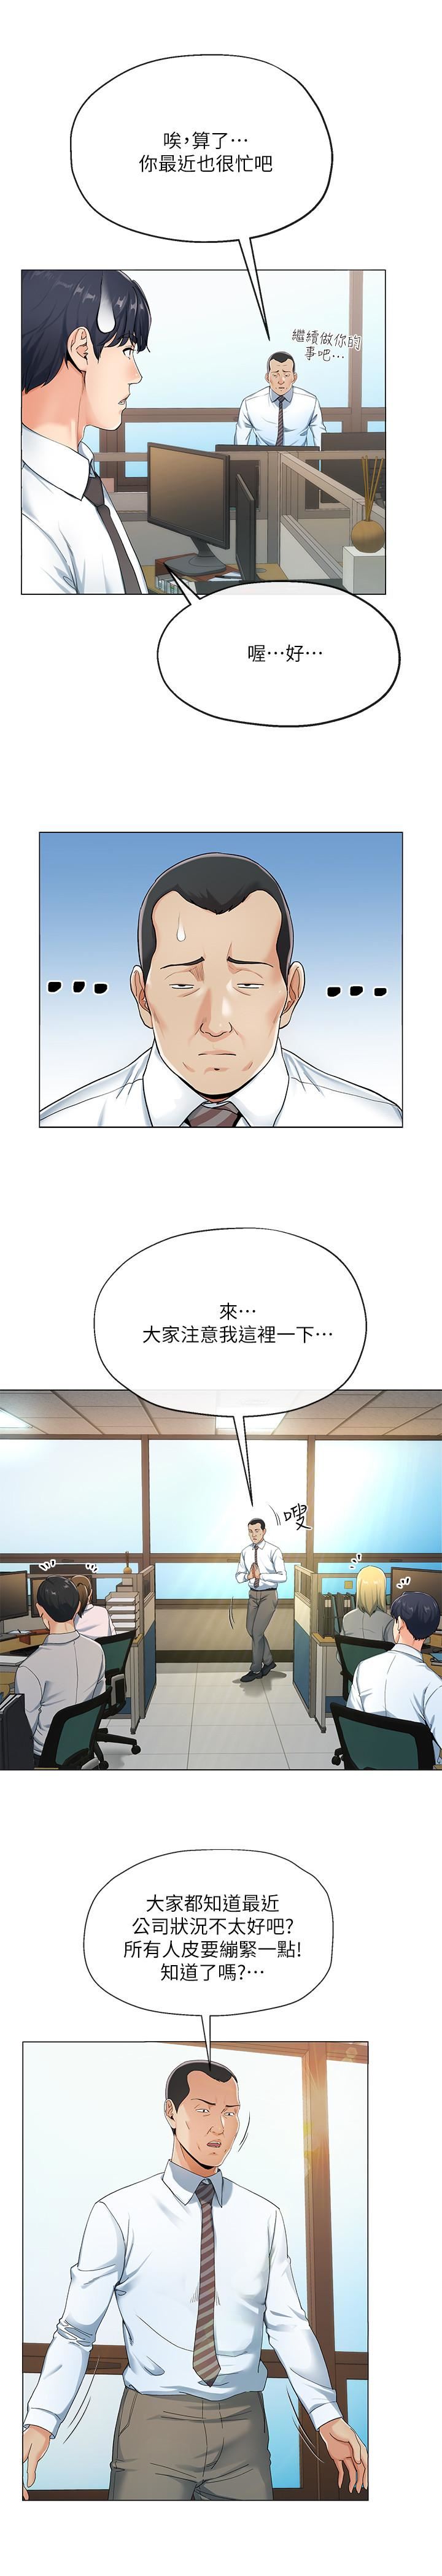 唉，算了…
你最近也很忙吧
繼續做你的
事吧…
喔…好…
來…
大家注意我這裡一下…
嗖
大家都知道最近
公司狀況不太好吧?
所有人皮要繃緊一點!
知道了嗎?…